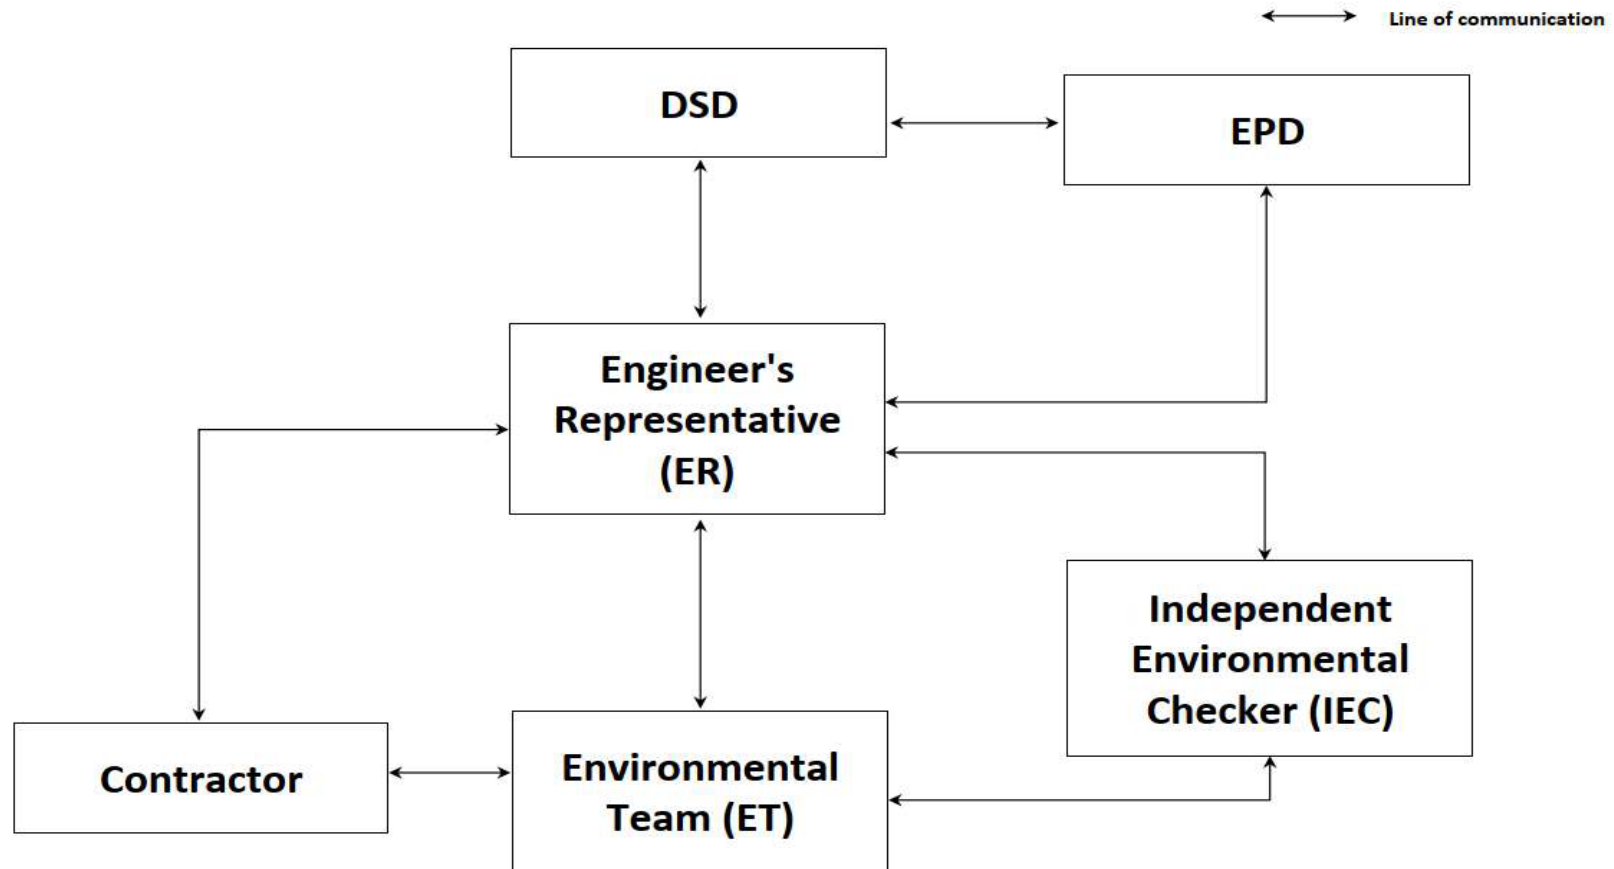 Line of communication
DSD
EPD
Engineer's
Representative
(ER)
Independent
Environmental
Checker (IEC)
Contractor
Environmental
Team (ET)